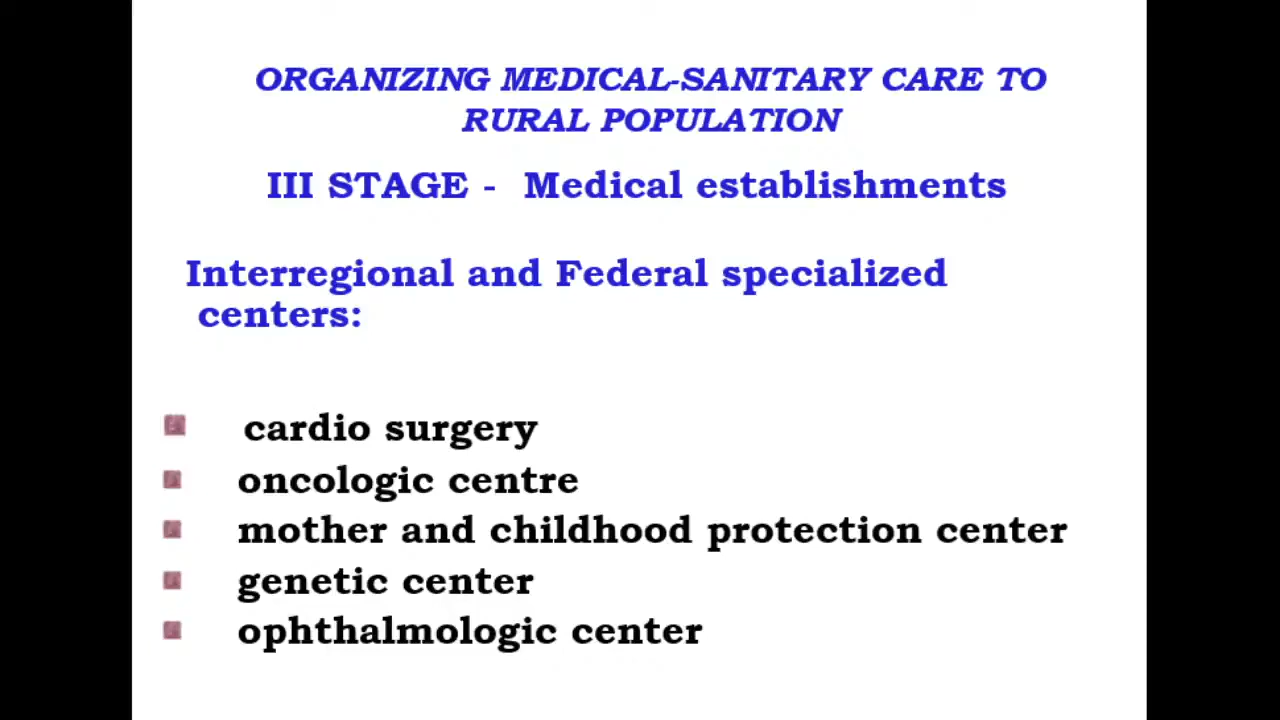 ORGANIZING MEDICAL-SANITARY CARE TO
RURAL POPULATION
III STAGE - Medical establishments
Interregional and Federal specialized
centers:
cardio surgery
oncologic centre
mother and childhood protection center
genetic center
ophthalmologic center